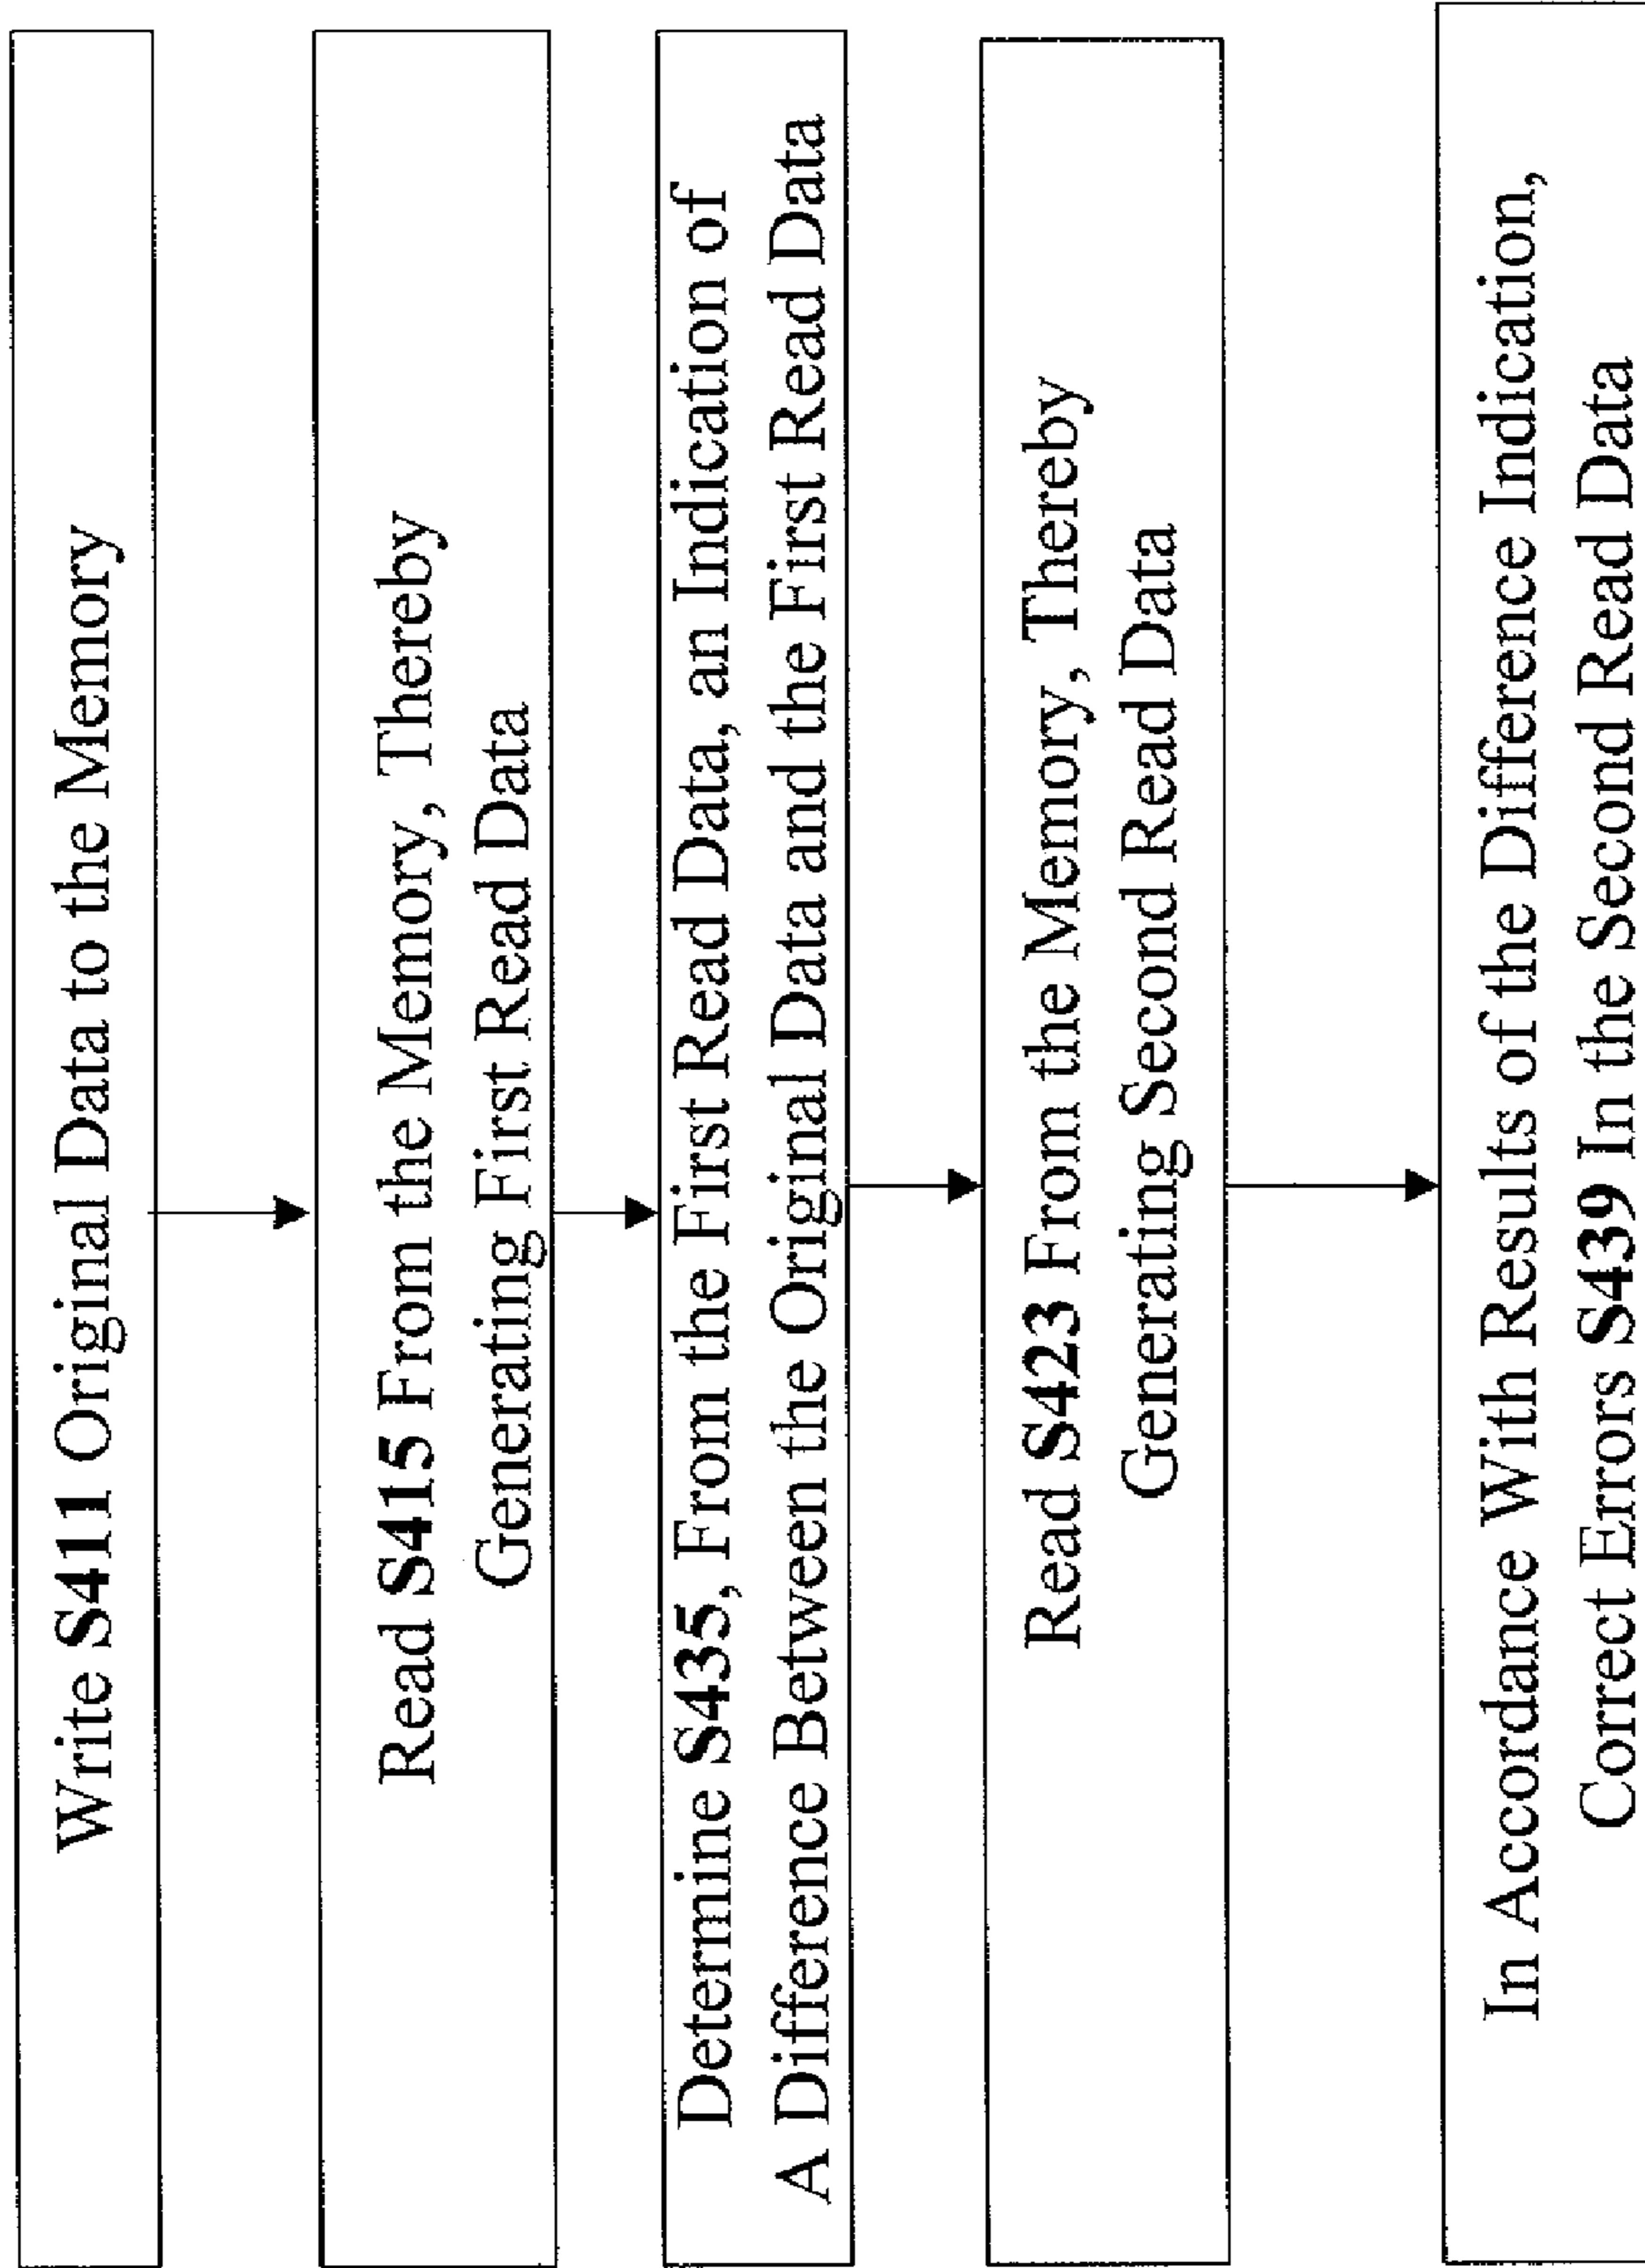 Write S411 Original Data to the Memory
Read S415 From the Memory, Thereby
Generating First Read Data
Determine S435, From the First Read Data, an Indication of
A Difference Between the Original Data and the First Read Data
Read S423 From the Memory, Thereby
Generating Second Read Data
In Accordance With Results of the Difference Indication,
Correct Errors S439 In the Second Read Data